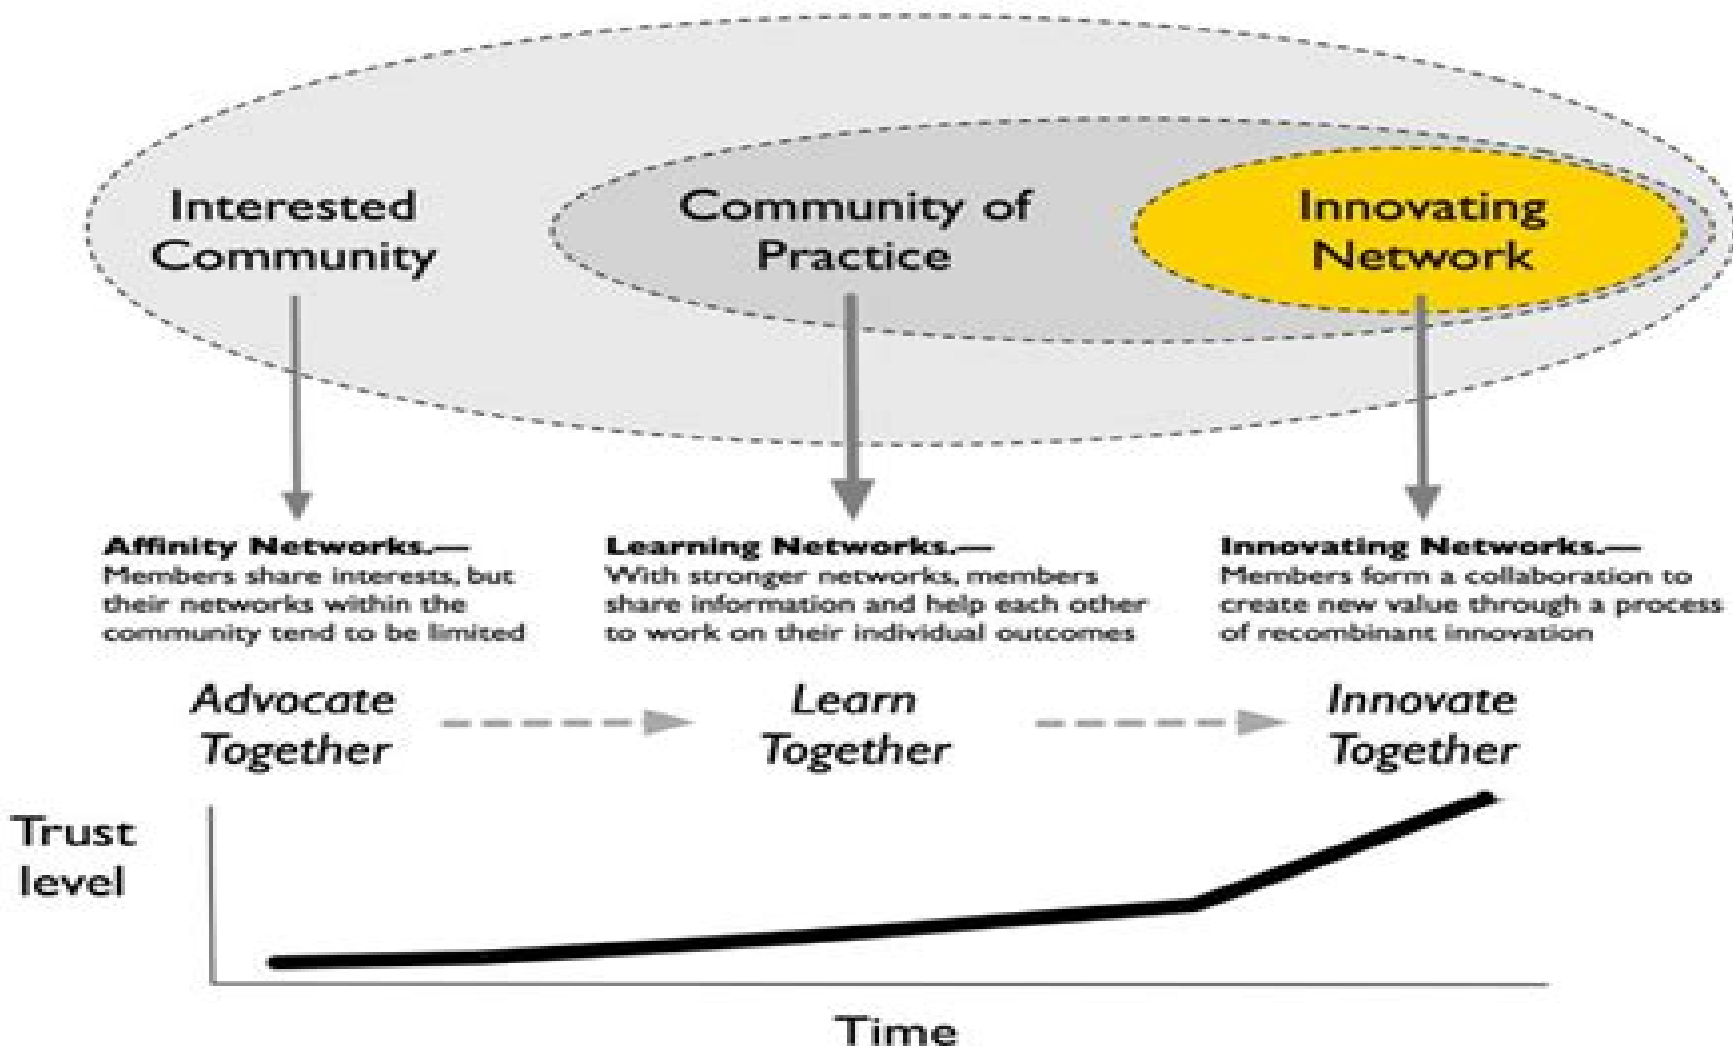 Interested
Community
Community of
Practice
Innovating
Network
Affinity Networks.—
Members share interests, but
their networks within the
community tend to be limited
Learning Networks.—
With stronger networks, members
share information and help each other
to work on their individual outcomes
Innovating Networks.—
Members form a collaboration to
create new value through a process
of recombinant innovation
Advocate
Together
Learn
Together
Innovate
Together
Trust
level
Time